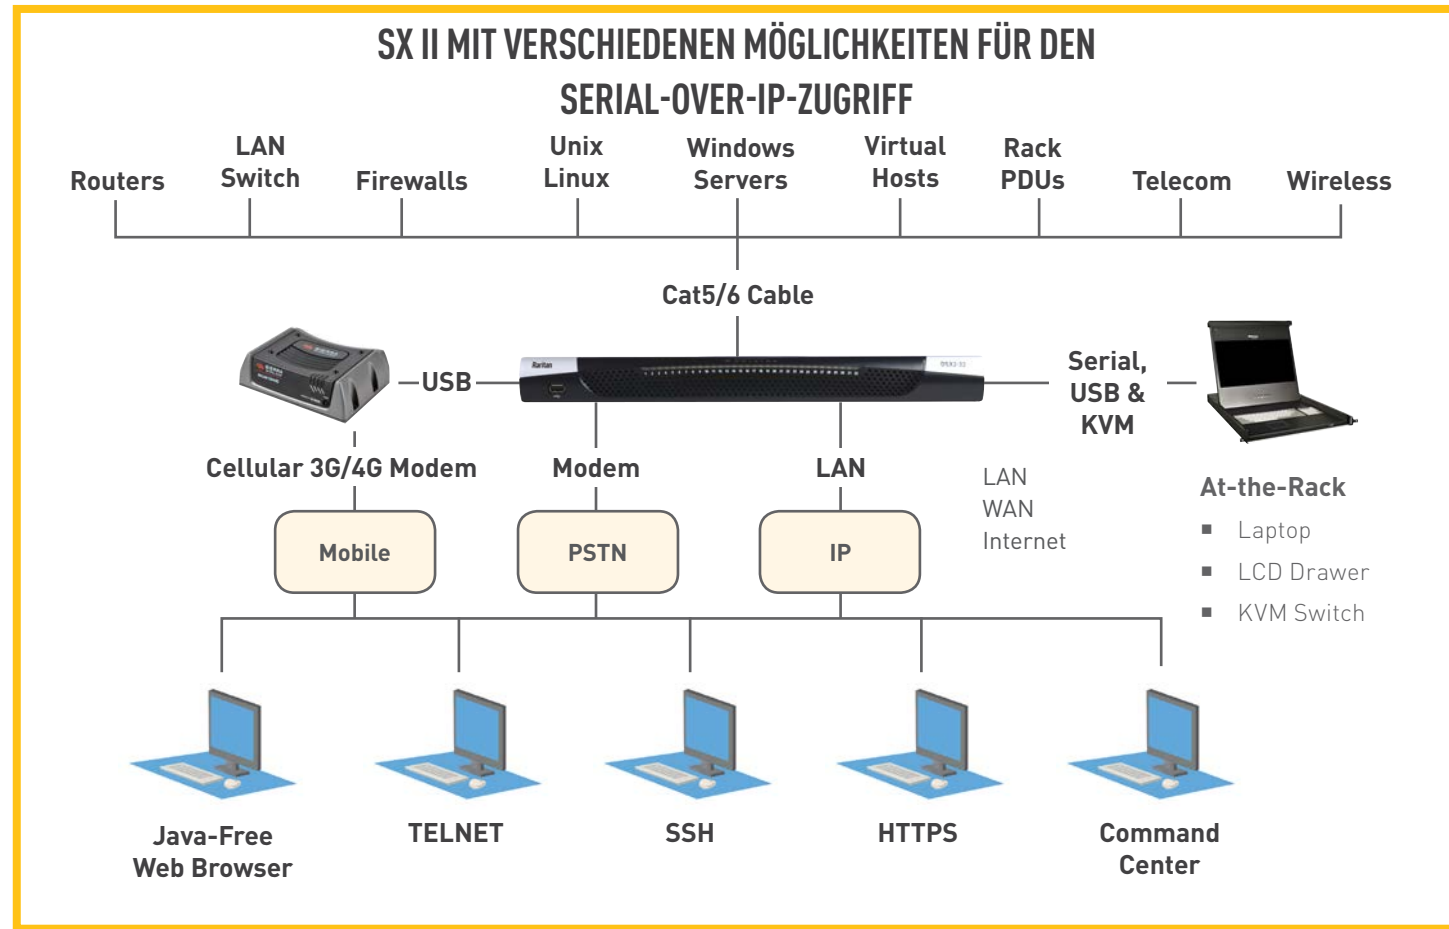 SX II MIT VERSCHIEDENEN MÖGLICHKEITEN FÜR DEN
SERIAL-OVER-IP-ZUGRIFF
Routers
LAN
Switch
Firewalls
Unix
Linux
Windows
Servers
Virtual
Hosts
Rack
PDUs
Telecom
Wireless
Cat5/6 Cable
Raritan
USB
Serial,
USB &
KVM
Cellular 3G/4G Modem
Modem
LAN
LAN
WAN
Internet
At-the-Rack
■ Laptop
■ LCD Drawer
■ KVM Switch
Mobile
PSTN
IP
Java-Free
Web Browser
TELNET
SSH
HTTPS
Command
Center